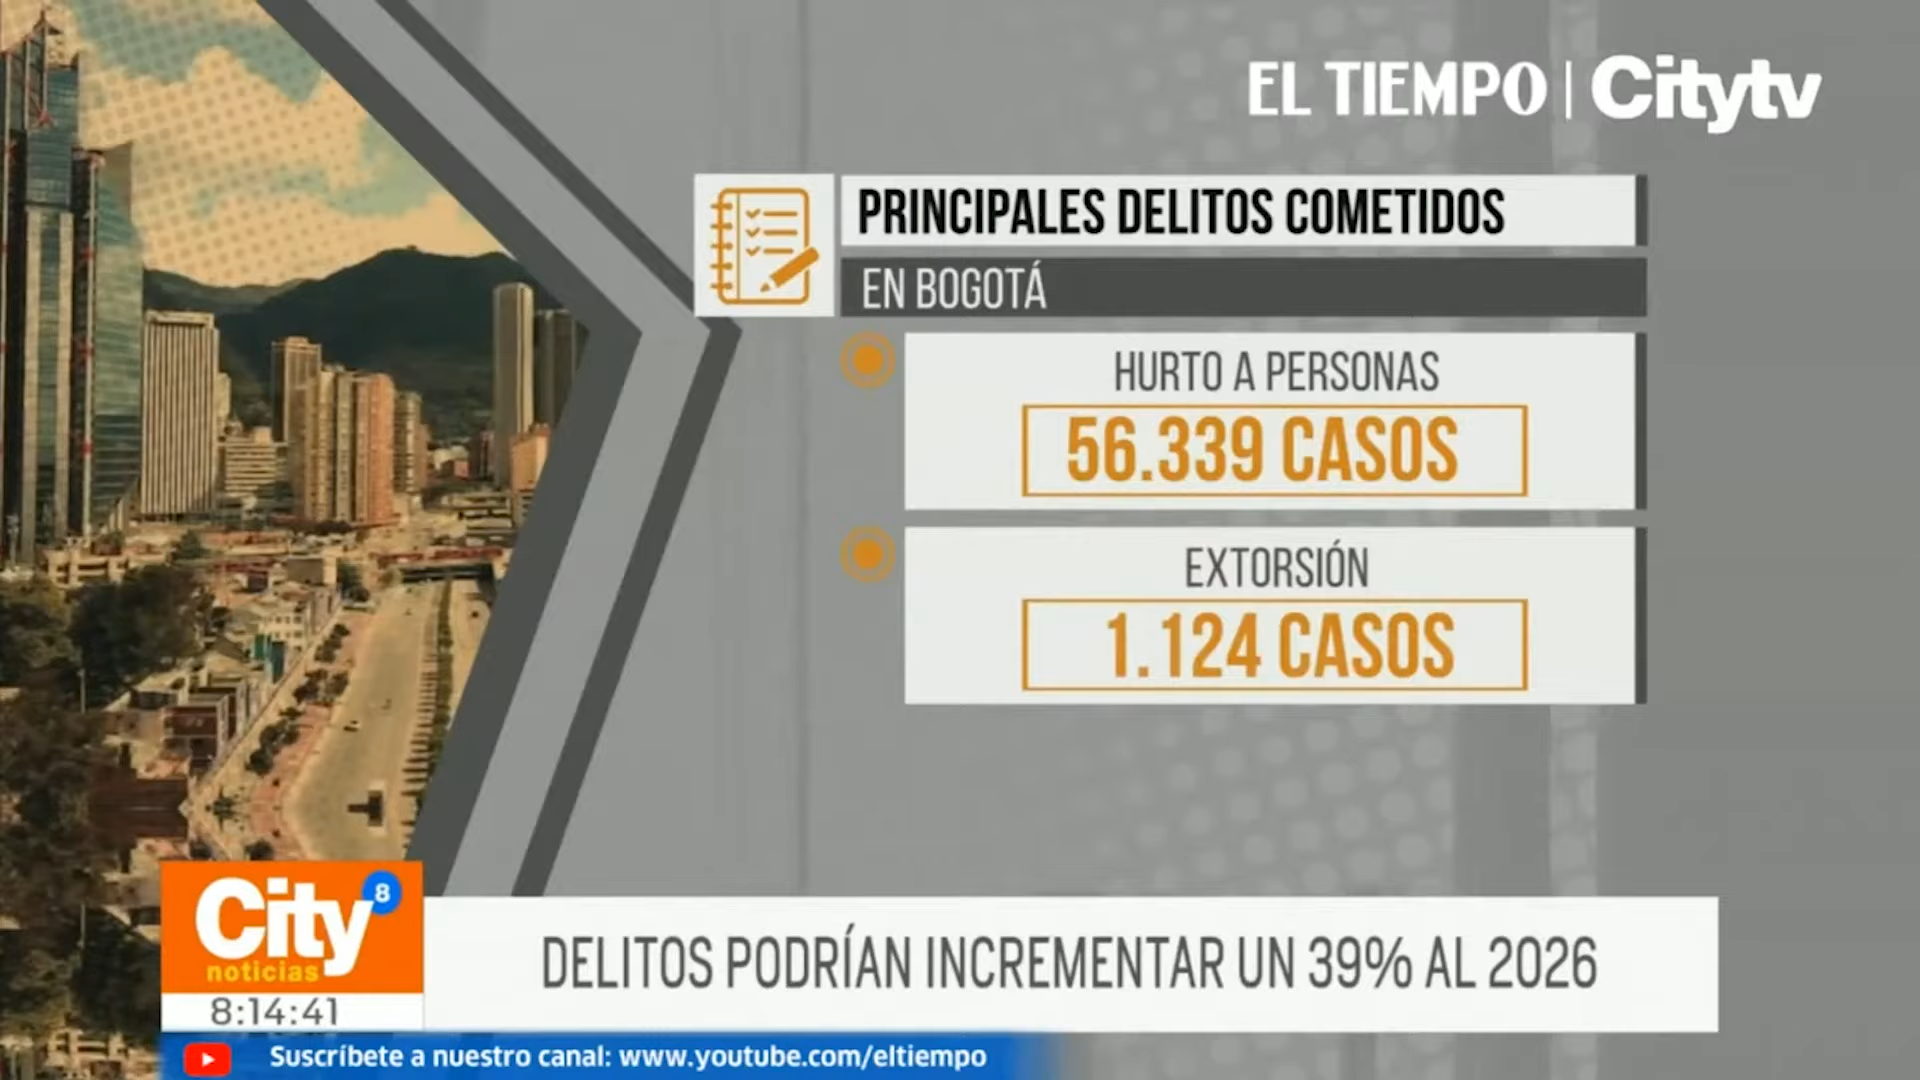 EL TIEMPO | Citytv
PRINCIPALES DELITOS COMETIDOS
EN BOGOTÁ
HURTO A PERSONAS
56.339 CASOS
EXTORSIÓN
1.124 CASOS
City 8
noticias
8:14:41
DELITOS PODRÍAN INCREMENTAR UN 39% AL 2026
Suscríbete a nuestro canal: www.youtube.com/eltiempo